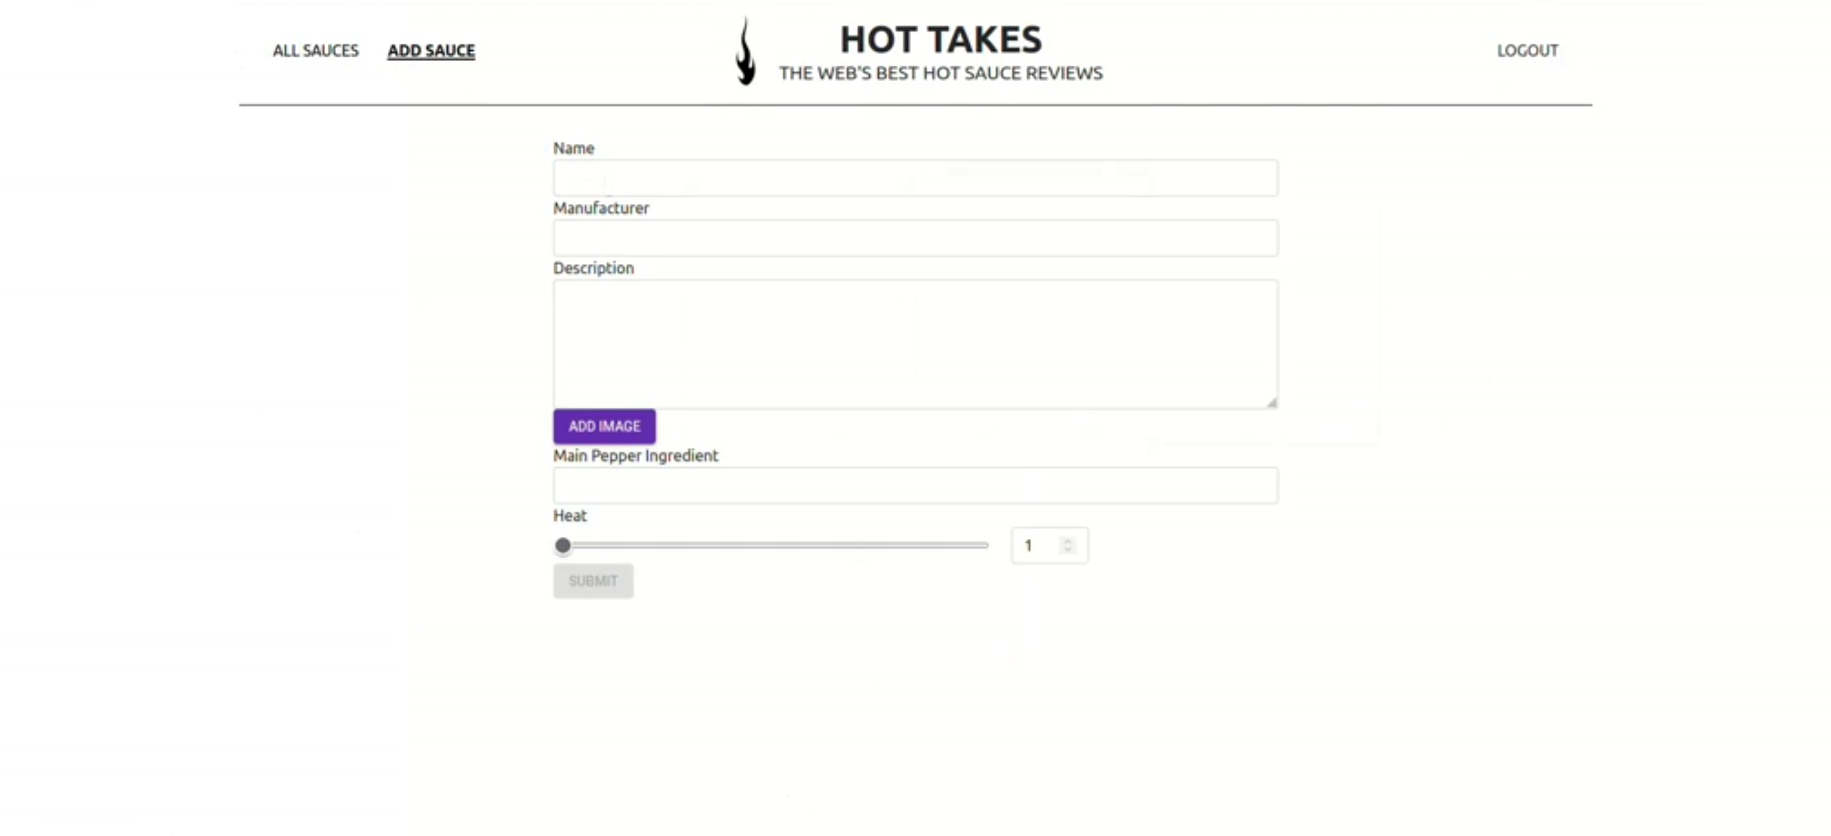 ALL SAUCES
ADD SAUCE
HOT TAKES
THE WEB'S BEST HOT SAUCE REVIEWS
LOGOUT
Name
Manufacturer
Description
ADD IMAGE
Main Pepper Ingredient
Heat
1
SUBMIT